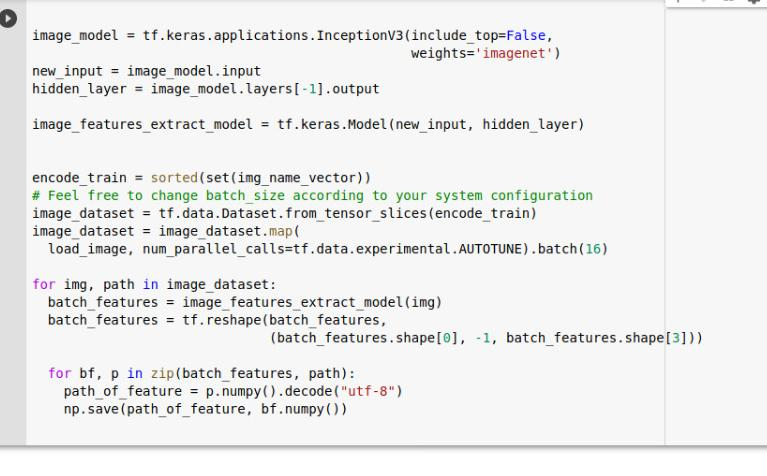 image_model = tf.keras.applications.InceptionV3(include_top=False,
                                                weights='imagenet')
new_input = image_model.input
hidden_layer = image_model.layers[-1].output

image_features_extract_model = tf.keras.Model(new_input, hidden_layer)


encode_train = sorted(set(img_name_vector))
# Feel free to change batch_size according to your system configuration
image_dataset = tf.data.Dataset.from_tensor_slices(encode_train)
image_dataset = image_dataset.map(
  load_image, num_parallel_calls=tf.data.experimental.AUTOTUNE).batch(16)

for img, path in image_dataset:
  batch_features = image_features_extract_model(img)
  batch_features = tf.reshape(batch_features,
                              (batch_features.shape[0], -1, batch_features.shape[3]))

  for bf, p in zip(batch_features, path):
    path_of_feature = p.numpy().decode("utf-8")
    np.save(path_of_feature, bf.numpy())